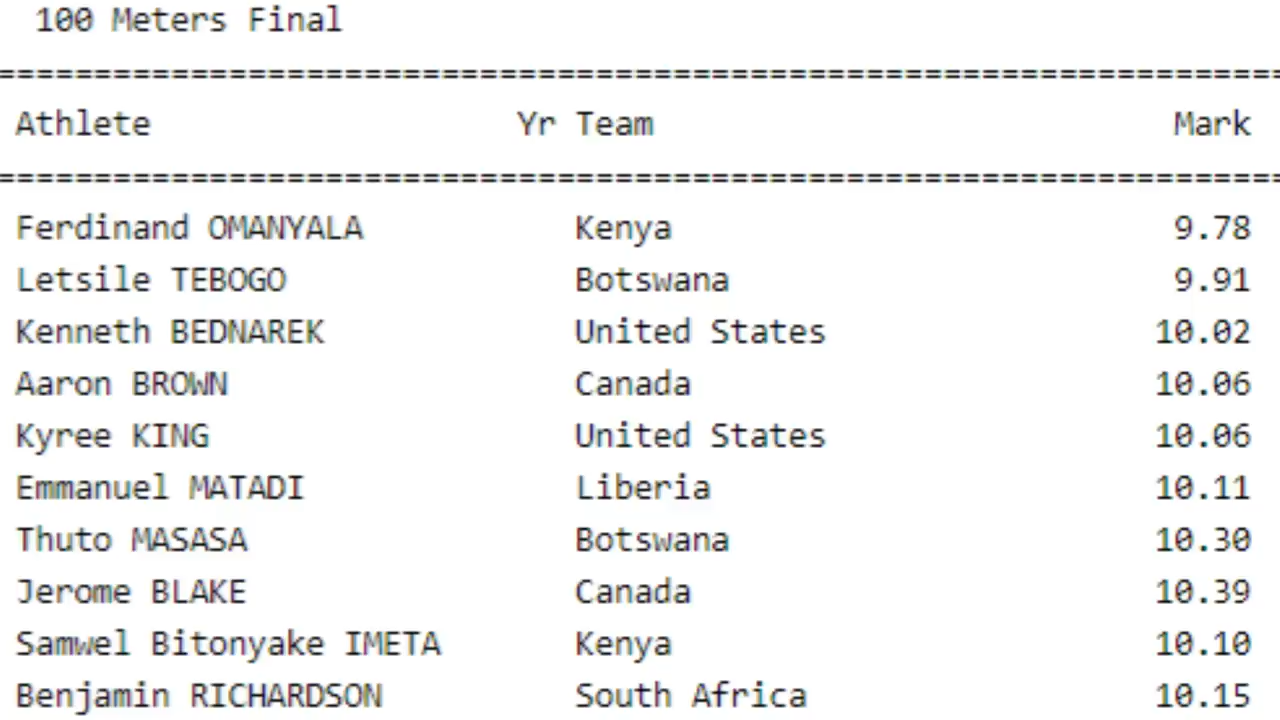 100 Meters Final
================================================================
Athlete Yr Team Mark
================================================================
Ferdinand OMANYALA Kenya 9.78
Letsile TEBOGO Botswana 9.91
Kenneth BEDNAREK United States 10.02
Aaron BROWN Canada 10.06
Kyree KING United States 10.06
Emmanuel MATADI Liberia 10.11
Thuto MASASA Botswana 10.30
Jerome BLAKE Canada 10.39
Samwel Bitonyake IMETA Kenya 10.10
Benjamin RICHARDSON South Africa 10.15